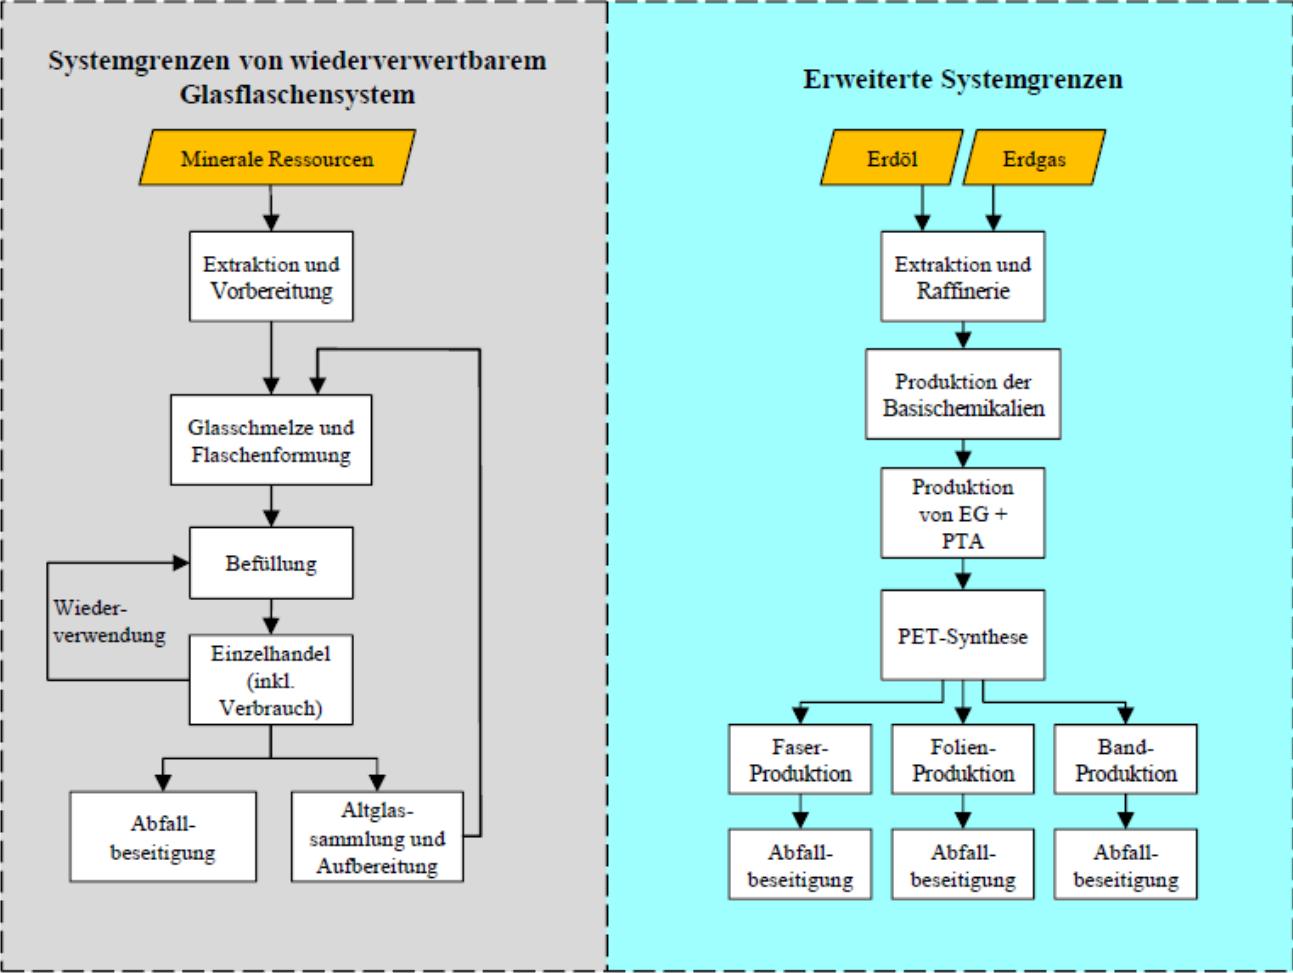 Systemgrenzen von wiederverwertbarem
Glasflaschensystem
Minerale Ressourcen
Extraktion und
Vorbereitung
Glasschmelze und
Flaschenformung
Befüllung
Wieder-
verwendung
Einzelhandel
(inkl.
Verbrauch)
Abfall-
beseitigung
Altglas-
sammlung und
Aufbereitung
Erweiterte Systemgrenzen
Erdöl
Erdgas
Extraktion und
Raffinerie
Produktion der
Basischemikalien
Produktion
von EG +
PTA
PET-Synthese
Faser-
Produktion
Folien-
Produktion
Band-
Produktion
Abfall-
beseitigung
Abfall-
beseitigung
Abfall-
beseitigung